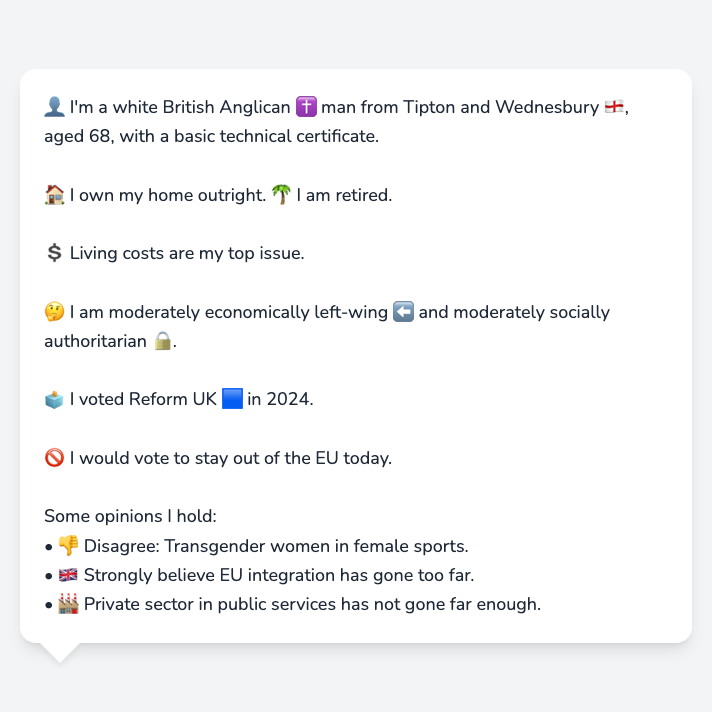 👤 I'm a white British Anglican ✝️ man from Tipton and Wednesbury 🏴󠁧󠁢󠁥󠁮󠁧󠁿,
aged 68, with a basic technical certificate.
🏠 I own my home outright. 🌴 I am retired.
💲 Living costs are my top issue.
🤔 I am moderately economically left-wing ⬅️ and moderately socially
authoritarian 🔒.
🗳️ I voted Reform UK 🟦 in 2024.
🚫 I would vote to stay out of the EU today.
Some opinions I hold:
• 👎 Disagree: Transgender women in female sports.
• 🇬🇧 Strongly believe EU integration has gone too far.
• 🏭 Private sector in public services has not gone far enough.